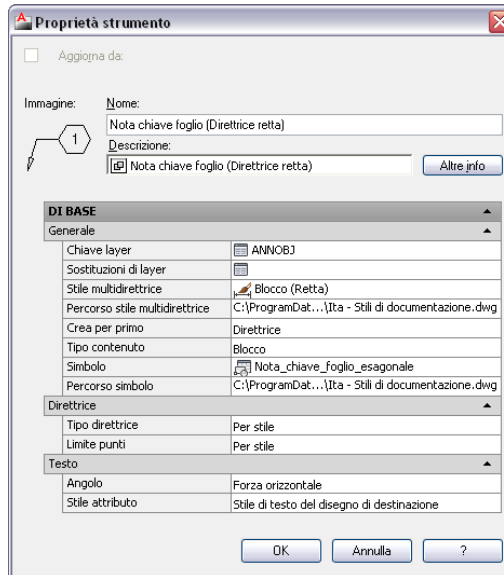 Proprietà strumento
Aggiorna da:
Immagine:
Nome:
Nota chiave foglio (Direttrice retta)
1
Descrizione:
Nota chiave foglio (Direttrice retta)
Altre info
DI BASE
Generale
Chiave layer ANNOBJ
Sostituzioni di layer
Stile multidirettrice Blocco (Retta)
Percorso stile multidirettrice C:\ProgramDat...\Ita - Stili di documentazione.dwg
Crea per primo Direttrice
Tipo contenuto Blocco
Simbolo Nota_chiave_foglio_esagonale
Percorso simbolo C:\ProgramDat...\Ita - Stili di documentazione.dwg
Direttrice
Tipo direttrice Per stile
Limite punti Per stile
Testo
Angolo Forza orizzontale
Stile attributo Stile di testo del disegno di destinazione
OK Annulla ?